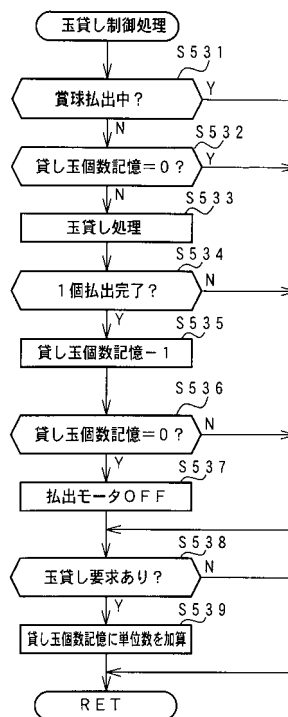 玉貸し制御処理
S531
賞球払出中？
Y
N
S532
貸し玉個数記憶＝0？
Y
N
S533
玉貸し処理
S534
1個払出完了？
N
Y
S535
貸し玉個数記憶－1
S536
貸し玉個数記憶＝0？
N
Y
S537
払出モータOFF
S538
玉貸し要求あり？
N
Y
S539
貸し玉個数記憶に単位数を加算
RET